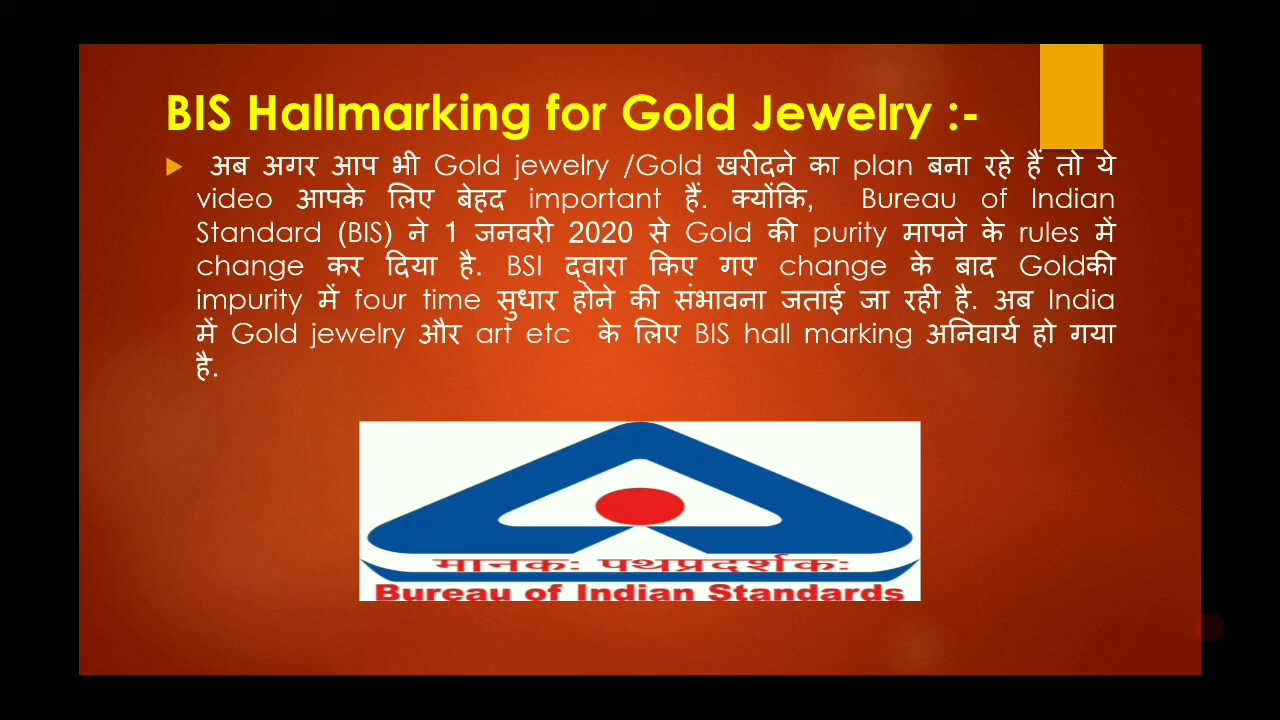 BIS Hallmarking for Gold Jewelry :-
अब अगर आप भी Gold jewelry /Gold खरीदने का plan बना रहे हैं तो ये
video आपके लिए बेहद important हैं. क्योंकि, Bureau of Indian
Standard (BIS) ने 1 जनवरी 2020 से Gold की purity मापने के rules में
change कर दिया है. BSI द्वारा किए गए change के बाद Goldकी
impurity में four time सुधार होने की संभावना जताई जा रही है. अब India
में Gold jewelry और art etc के लिए BIS hall marking अनिवार्य हो गया
है.
मानकः पथप्रदर्शकः
Bureau of Indian Standards